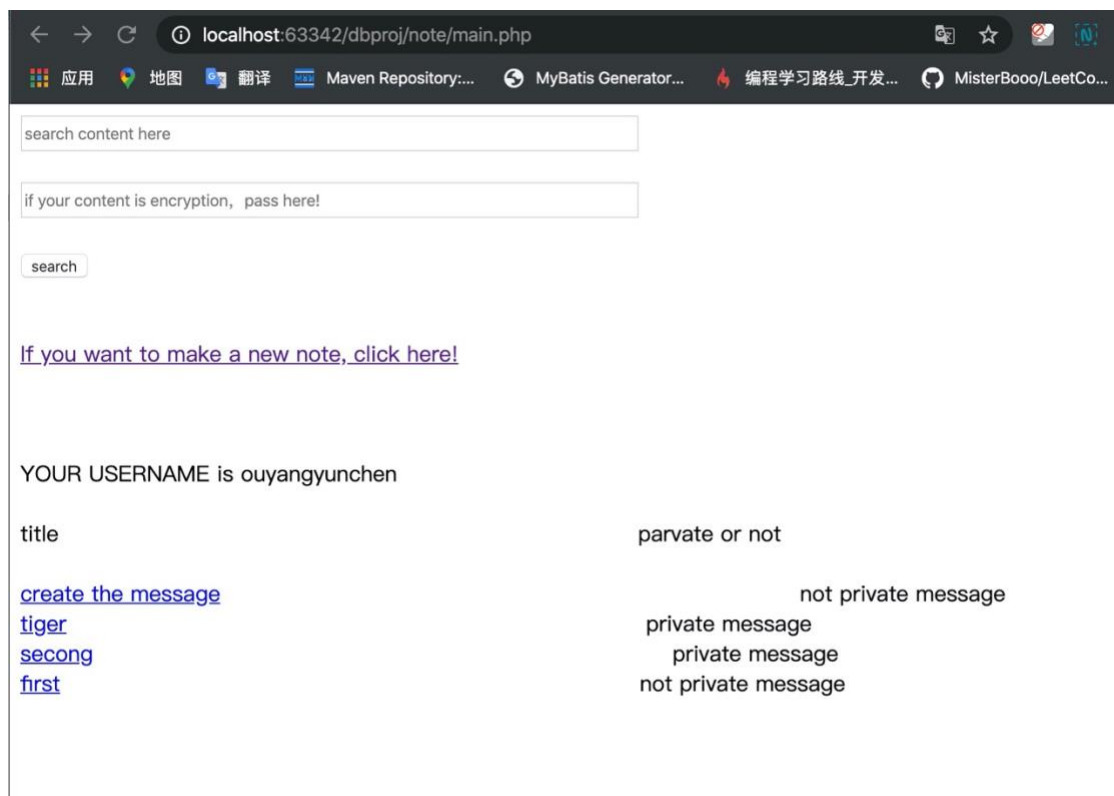 localhost:63342/dbproj/note/main.php
应用 地图 翻译 Maven Repository:... MyBatis Generator... 编程学习路线_开发... MisterBooo/LeetCo...
search content here
if your content is encryption，pass here!
search
If you want to make a new note, click here!
YOUR USERNAME is ouyangyunchen
title parvate or not
create the message not private message
tiger private message
secong private message
first not private message